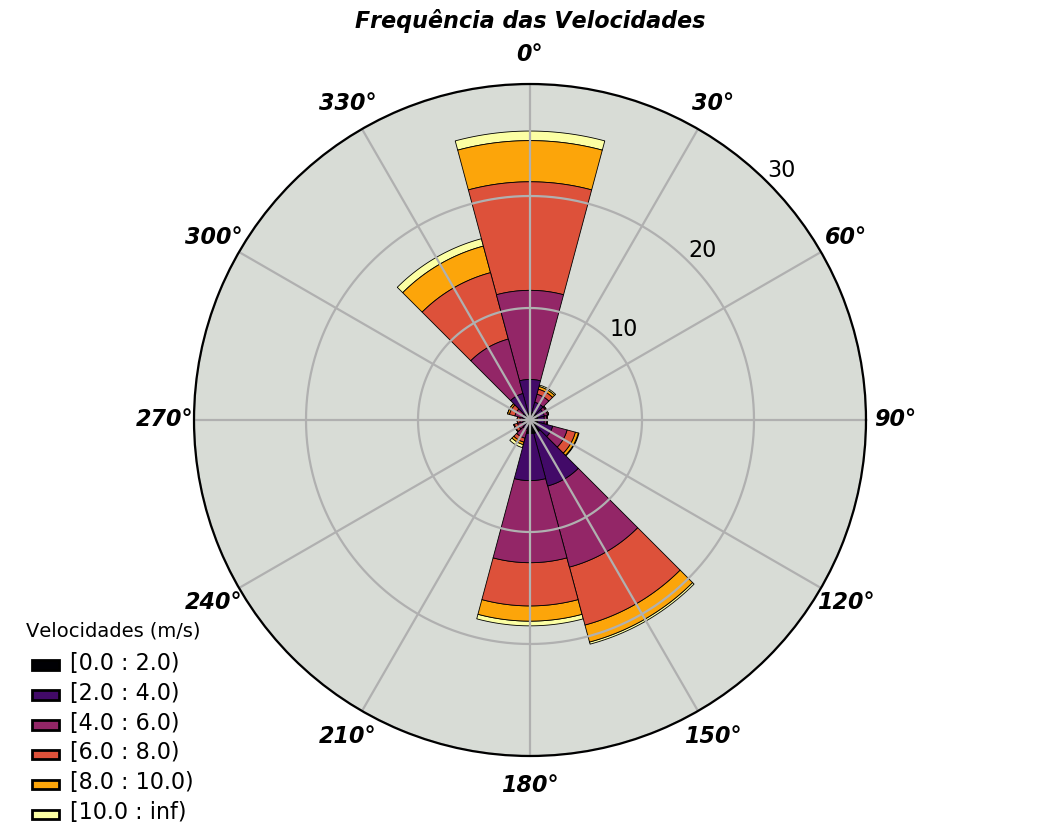 Frequência das Velocidades
0°
330°
30°
30
300°
60°
20
10
270°
90°
240°
120°
210°
150°
180°
Velocidades (m/s)
[0.0 : 2.0)
[2.0 : 4.0)
[4.0 : 6.0)
[6.0 : 8.0)
[8.0 : 10.0)
[10.0 : inf)